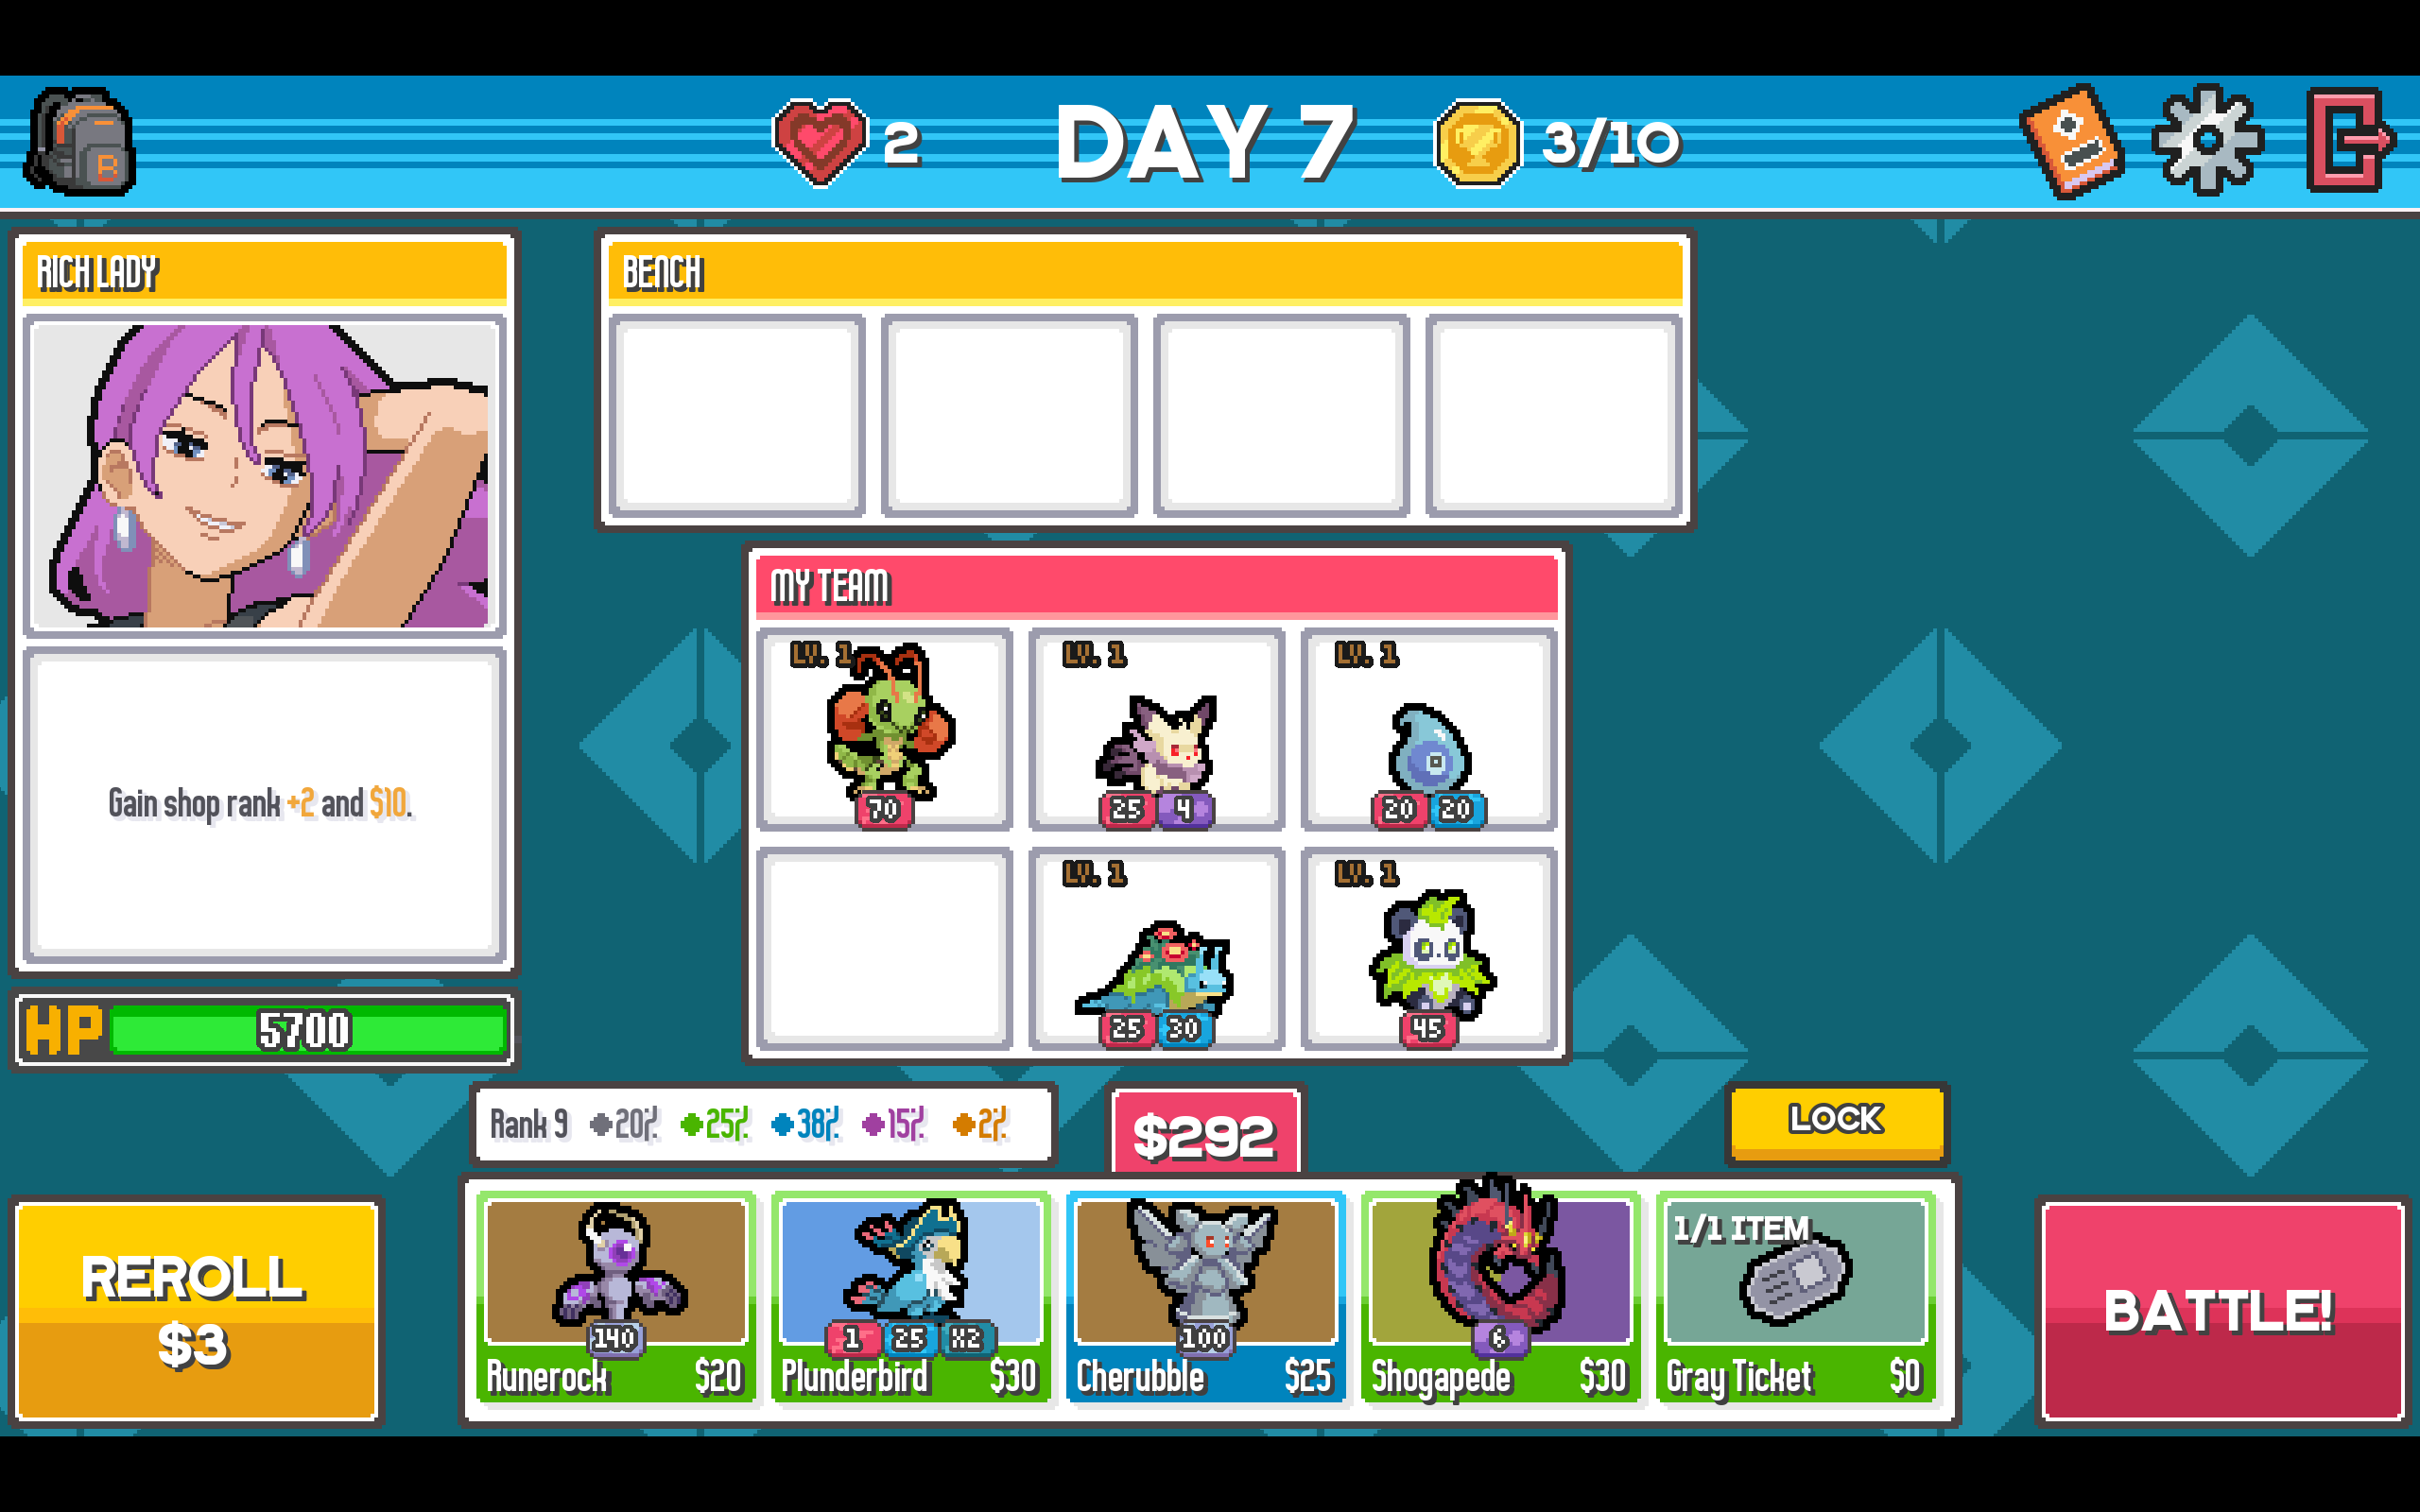 B
2
DAY 7
3/10
RICH LADY
Gain shop rank +2 and $10.
HP 5700
BENCH
MY TEAM
LV. 1 LV. 1 LV. 1
70 25 4 20 20
LV. 1 LV. 1
25 30 45
Rank 9 20% 25% 38% 15% 2%
$292
LOCK
REROLL
$3
140
Runerock $20
1 25 X2
Plunderbird $30
100
Cherubble $25
6
Shogapede $30
1/1 ITEM
Gray Ticket $0
BATTLE!